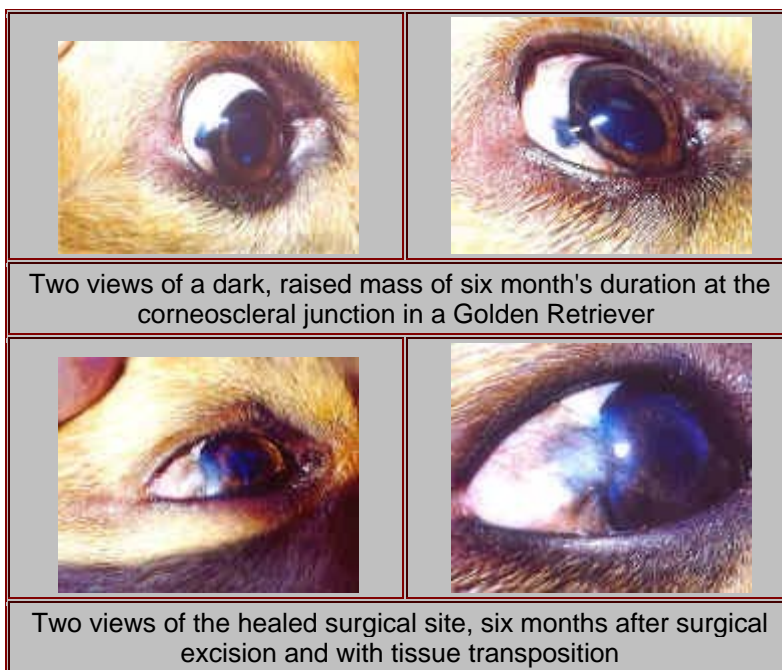 Two views of a dark, raised mass of six month's duration at the
corneoscleral junction in a Golden Retriever
Two views of the healed surgical site, six months after surgical
excision and with tissue transposition